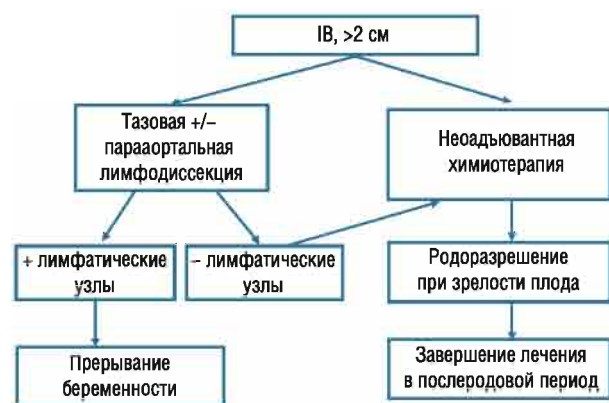 IB, >2 см
Тазовая +/–
парааортальная
лимфодиссекция
Неоадъювантная
химиотерапия
+ лимфатические
узлы
– лимфатические
узлы
Родоразрешение
при зрелости плода
Прерывание
беременности
Завершение лечения
в послеродовой период